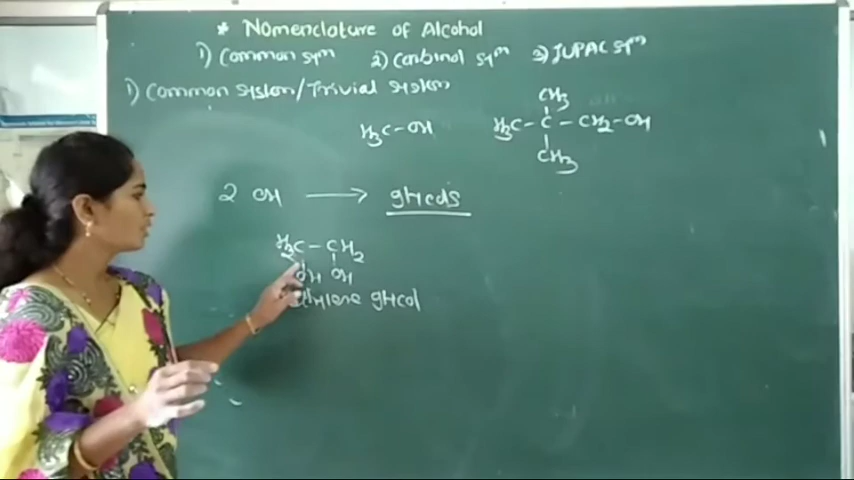 * Nomenclature of Alcohol
1) Common sym 2) Carbinol sym 3) IUPAC sym
1) Common system/Trivial system
CH3
H3C-OH H3C-C-CH2-OH
CH3
2 OH → glycols
H2C-CH2
OH OH
Ethylene glycol